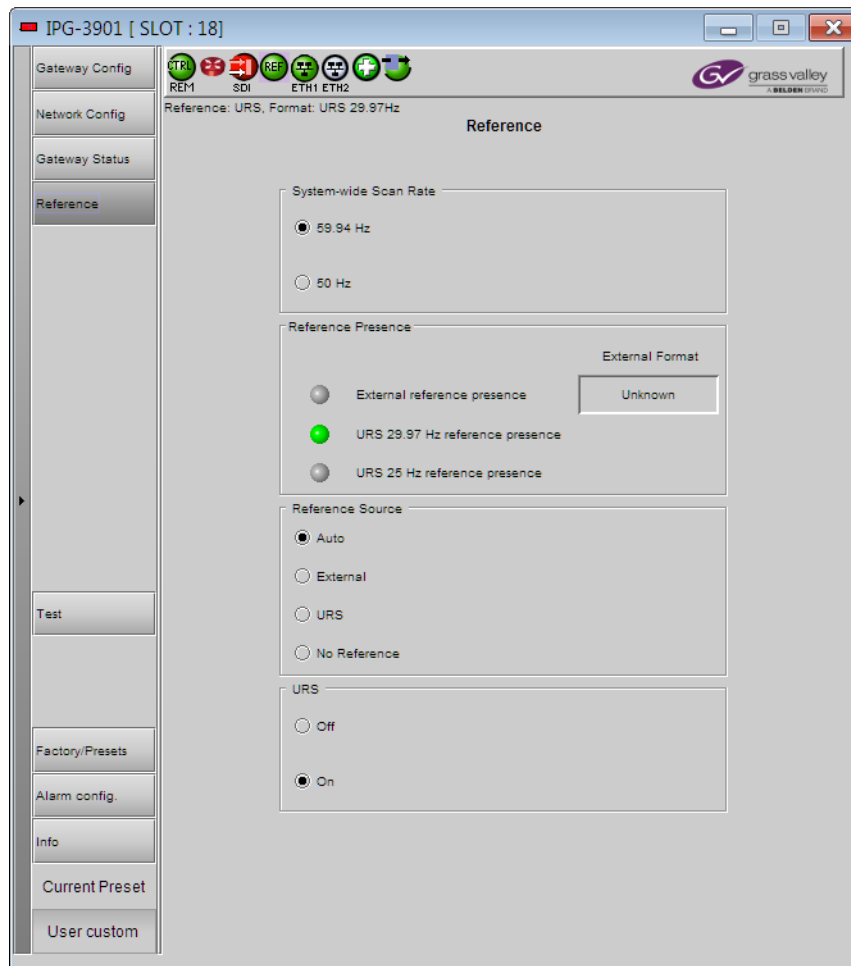 IPG-3901 [ SLOT : 18]
Gateway Config
Network Config
Gateway Status
Reference
Test
Factory/Presets
Alarm config.
Info
Current Preset
User custom
CTRL
REM
SDI
REF
ETH1 ETH2
GV grass valley
A BELDEN BRAND
Reference: URS, Format: URS 29.97Hz
Reference
System-wide Scan Rate
59.94 Hz
50 Hz
Reference Presence
External Format
External reference presence
Unknown
URS 29.97 Hz reference presence
URS 25 Hz reference presence
Reference Source
Auto
External
URS
No Reference
URS
Off
On